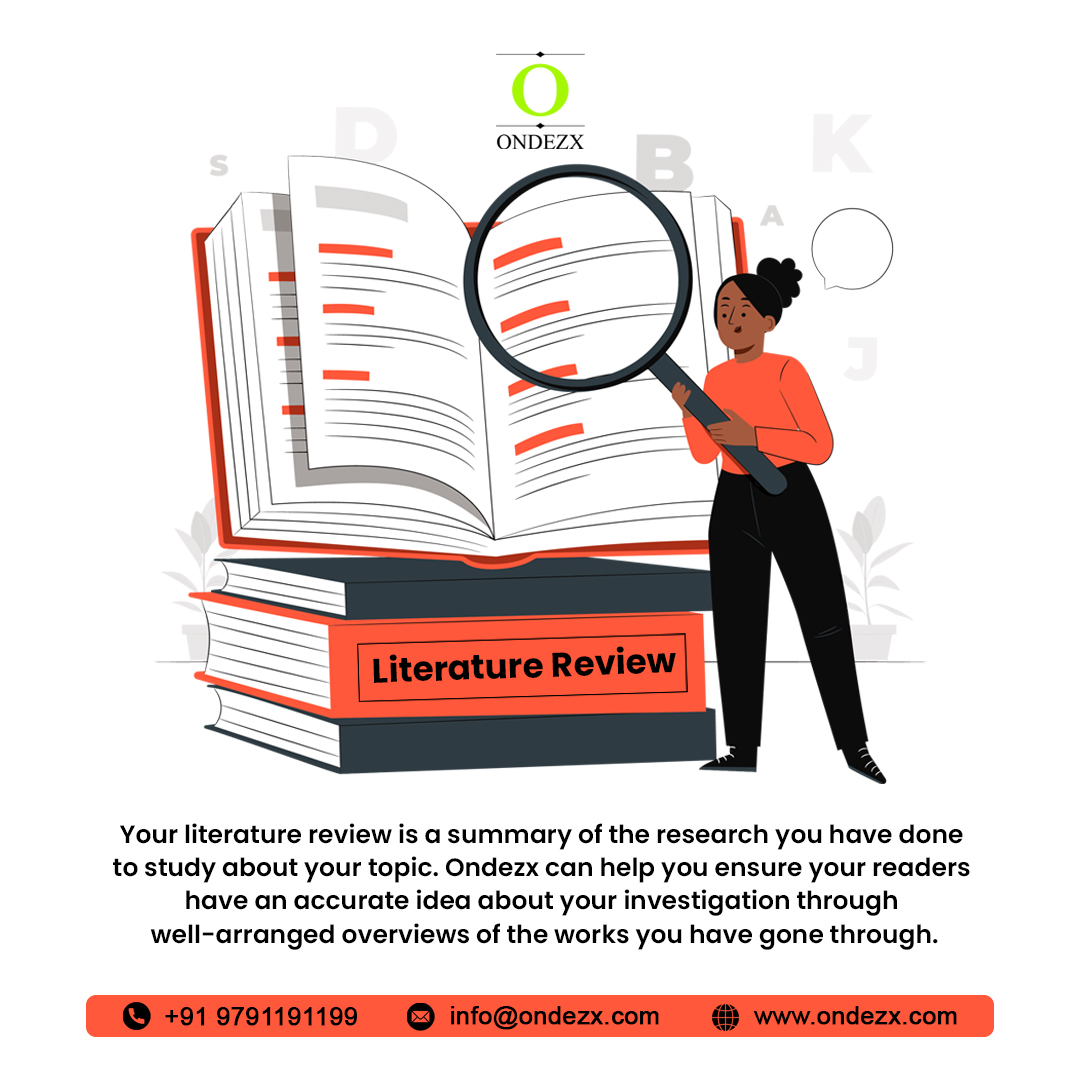 O
ONDEZX
D
K
B
S
A
J
Literature Review
Your literature review is a summary of the research you have done
to study about your topic. Ondezx can help you ensure your readers
have an accurate idea about your investigation through
well-arranged overviews of the works you have gone through.
+91 9791191199 info@ondezx.com www.ondezx.com